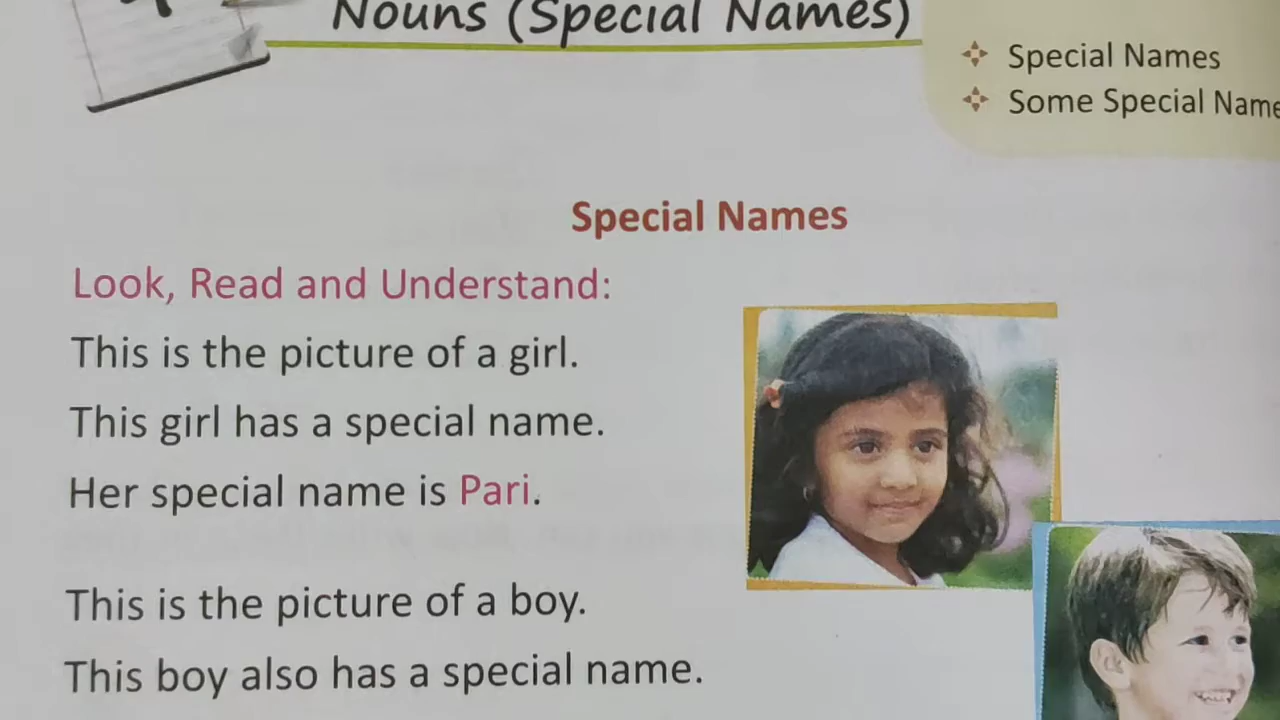 Nouns (Special Names)
Special Names
Some Special Name
Special Names
Look, Read and Understand:
This is the picture of a girl.
This girl has a special name.
Her special name is Pari.
This is the picture of a boy.
This boy also has a special name.